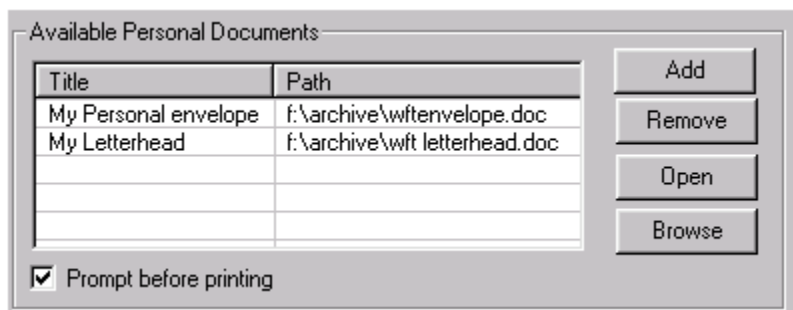 Available Personal Documents
Title Path
My Personal envelope f:\archive\wftenvelope.doc
My Letterhead f:\archive\wft letterhead.doc
Add
Remove
Open
Browse
Prompt before printing